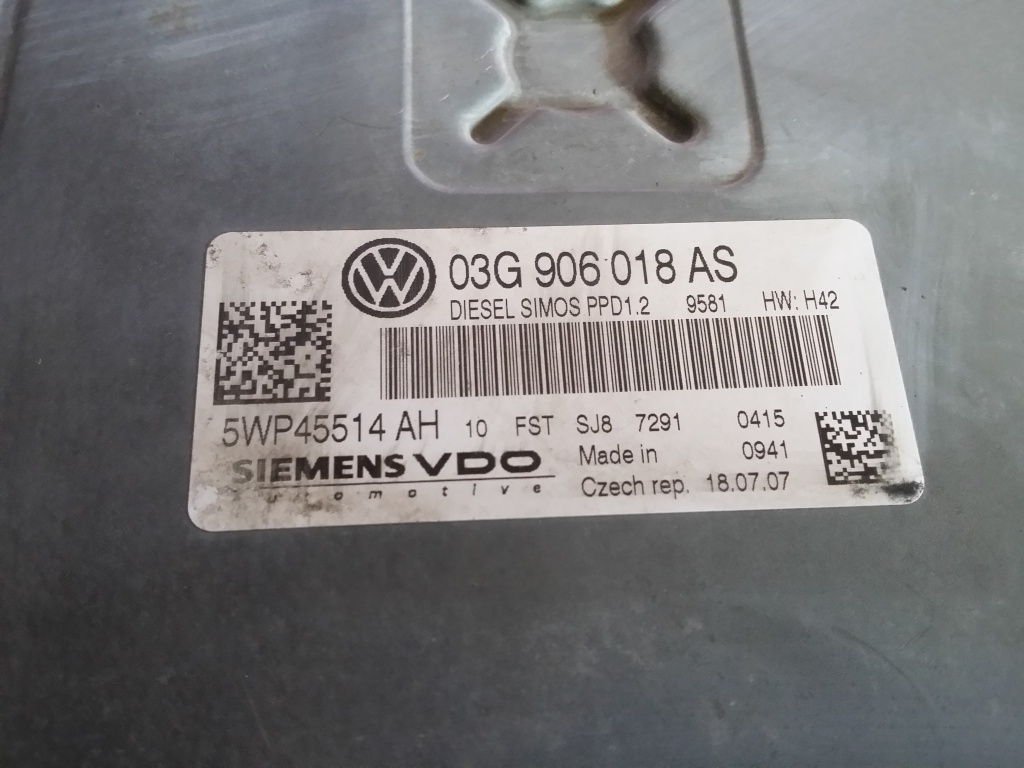 03G 906 018 AS
DIESEL SIMOS PPD1.2 9581 HW: H42
5WP45514 AH 10 FST SJ8 7291 0415
SIEMENS VDO Made in 0941
utomotive Czech rep. 18.07.07